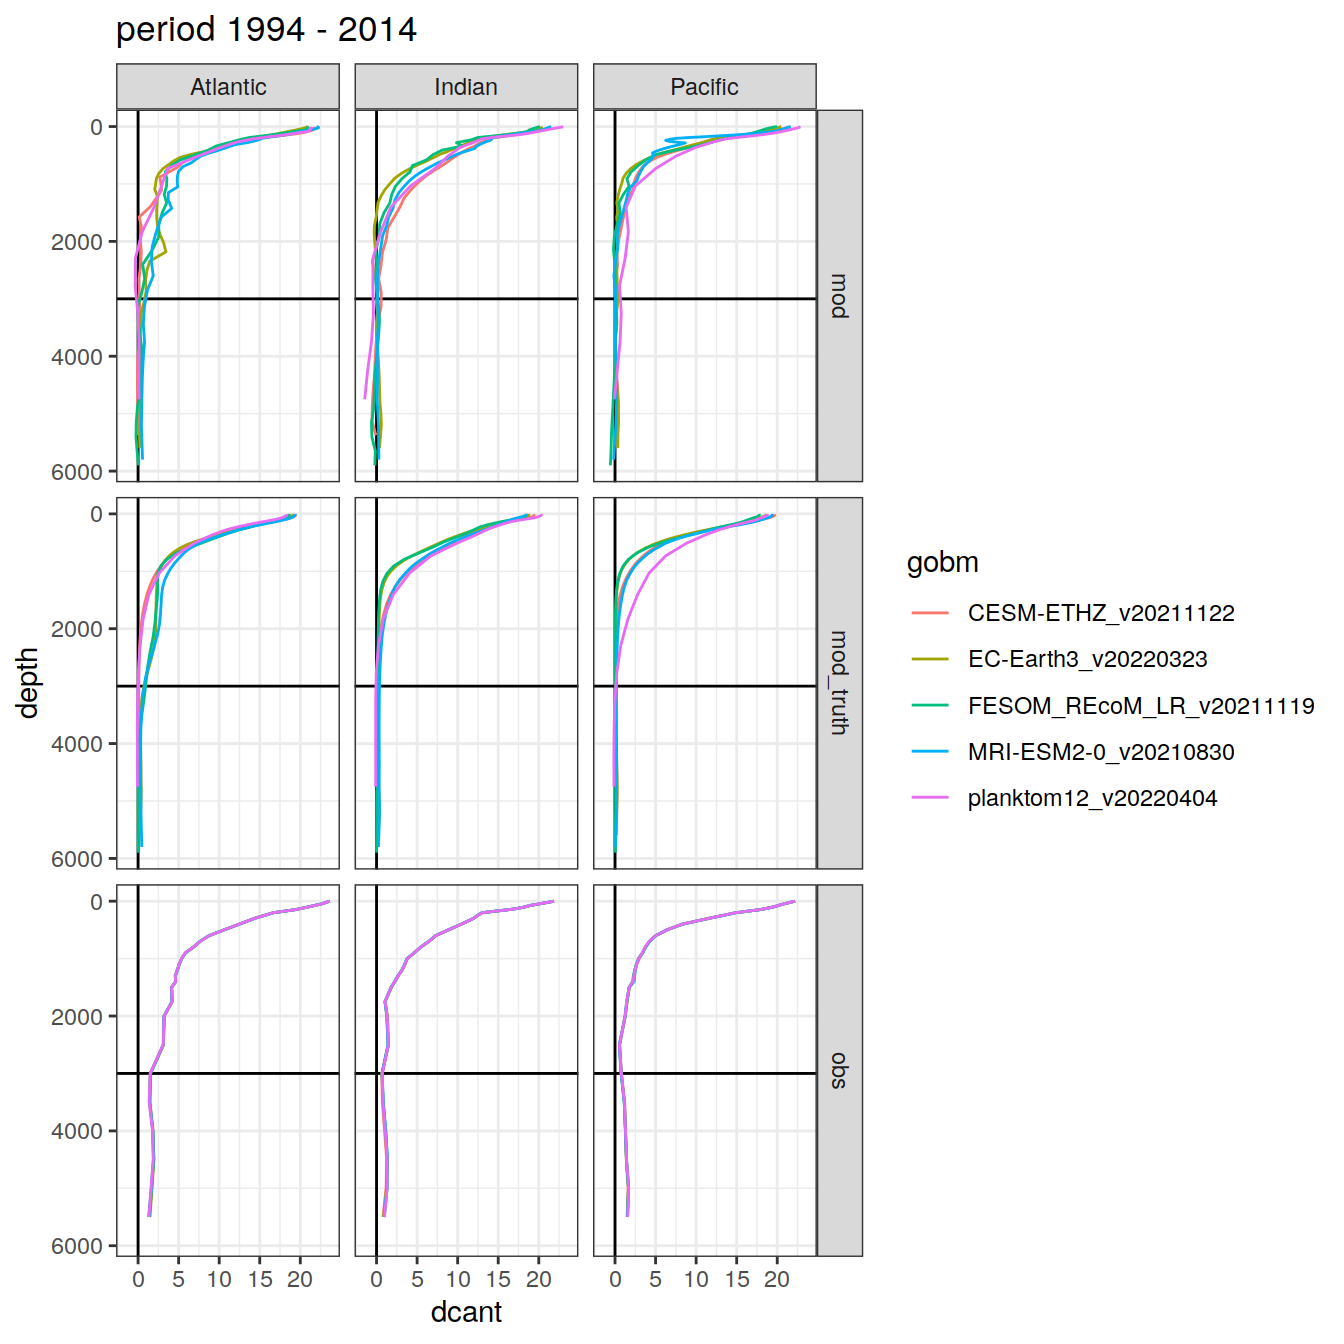 period 1994 - 2014
Atlantic
Indian
Pacific
0
2000
4000
6000
mod
0
2000
4000
6000
mod_truth
0
2000
4000
6000
obs
depth
0 5 10 15 20
0 5 10 15 20
0 5 10 15 20
dcant
gobm
CESM-ETHZ_v20211122
EC-Earth3_v20220323
FESOM_REcoM_LR_v20211119
MRI-ESM2-0_v20210830
planktom12_v20220404